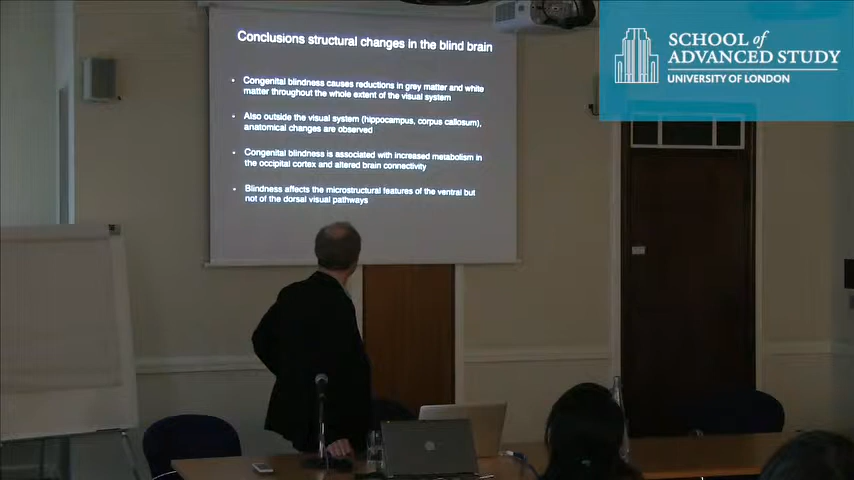 Conclusions structural changes in the blind brain
• Congenital blindness causes reductions in grey matter and white
matter throughout the whole extent of the visual system
• Also outside the visual system (hippocampus, corpus callosum),
anatomical changes are observed
• Congenital blindness is associated with increased metabolism in
the occipital cortex and altered brain connectivity
• Blindness affects the microstructural features of the ventral but
not of the dorsal visual pathways
SCHOOL of
ADVANCED STUDY
UNIVERSITY OF LONDON